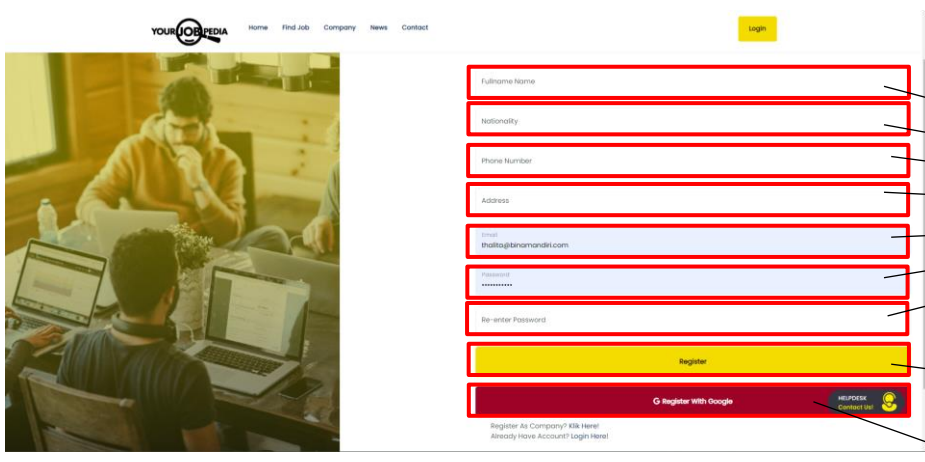 YOUR JOB PEDIA
Home Find Job Company News Contact
Login
Fullname Name
Nationality
Phone Number
Address
Email
thalita@binamandiri.com
Password
•••••••••••
Re-enter Password
Register
G Register With Google
HELPDESK
Contact Us!
Register As Company? Klik Here!
Already Have Account? Login Here!